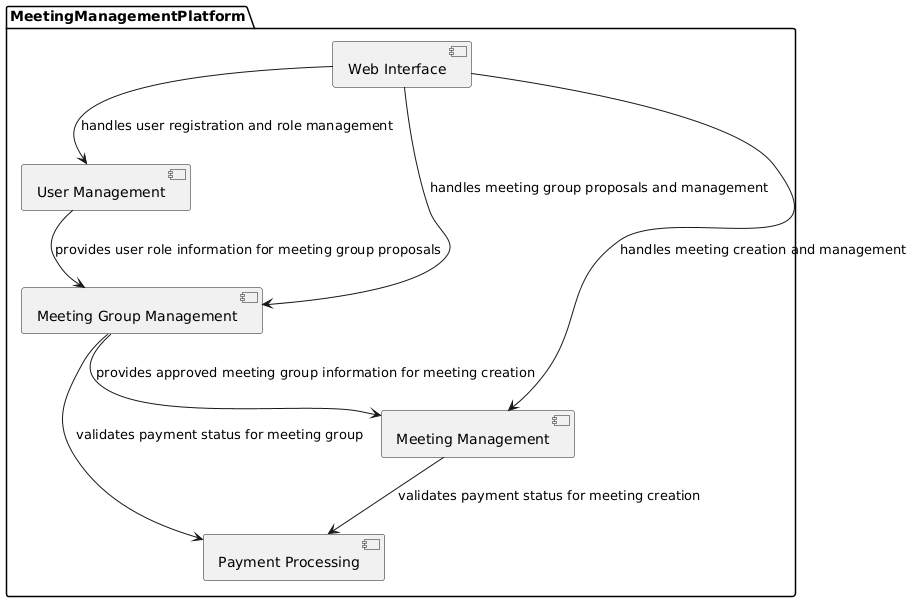 MeetingManagementPlatform
Web Interface
handles user registration and role management
User Management
handles meeting group proposals and management
provides user role information for meeting group proposals
handles meeting creation and management
Meeting Group Management
provides approved meeting group information for meeting creation
Meeting Management
validates payment status for meeting group
validates payment status for meeting creation
Payment Processing